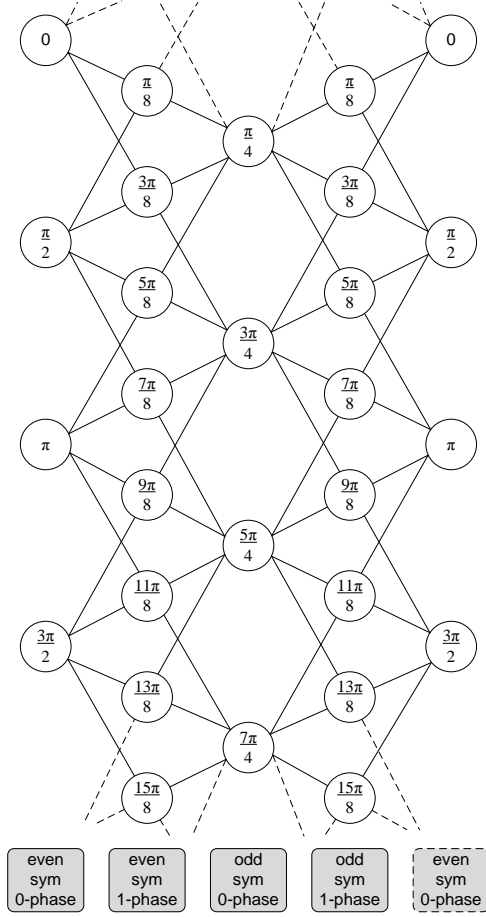 0 0
π/8 π/8
π/4
3π/8 3π/8
π/2 π/2
5π/8 5π/8
3π/4
7π/8 7π/8
π π
9π/8 9π/8
5π/4
11π/8 11π/8
3π/2 3π/2
13π/8 13π/8
7π/4
15π/8 15π/8
even even odd odd even
sym sym sym sym sym
0-phase 1-phase 0-phase 1-phase 0-phase